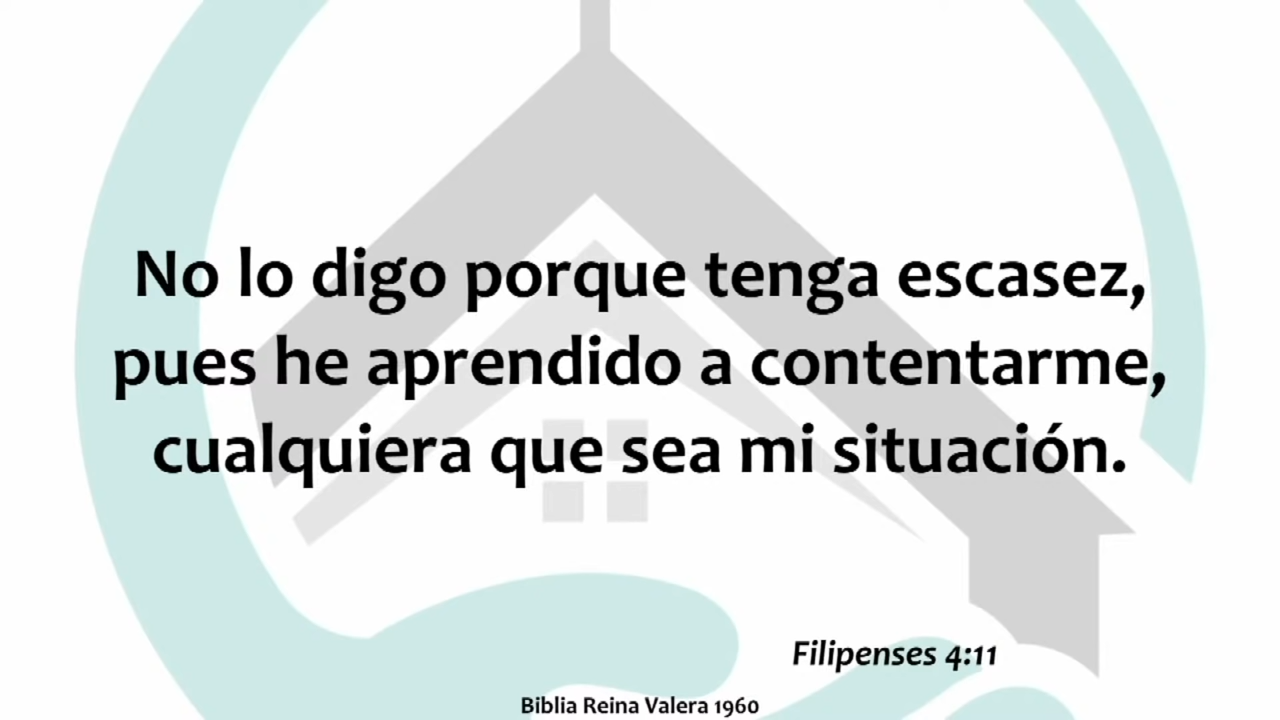 No lo digo porque tenga escasez,
pues he aprendido a contentarme,
cualquiera que sea mi situación.
Filipenses 4:11
Biblia Reina Valera 1960